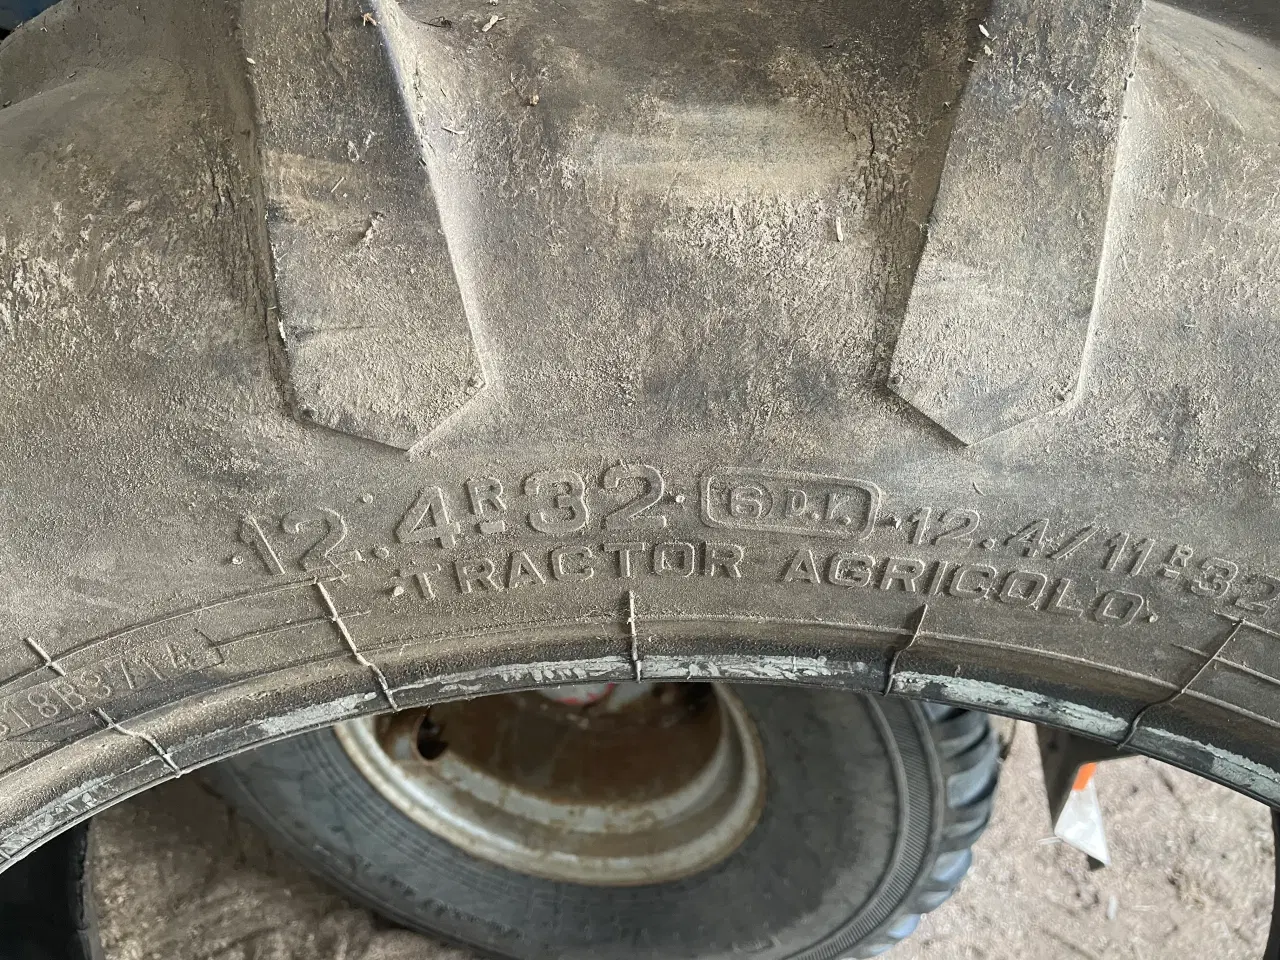 12.4R32 6 D.K. 12.4/11R32
TRACTOR AGRICOLO